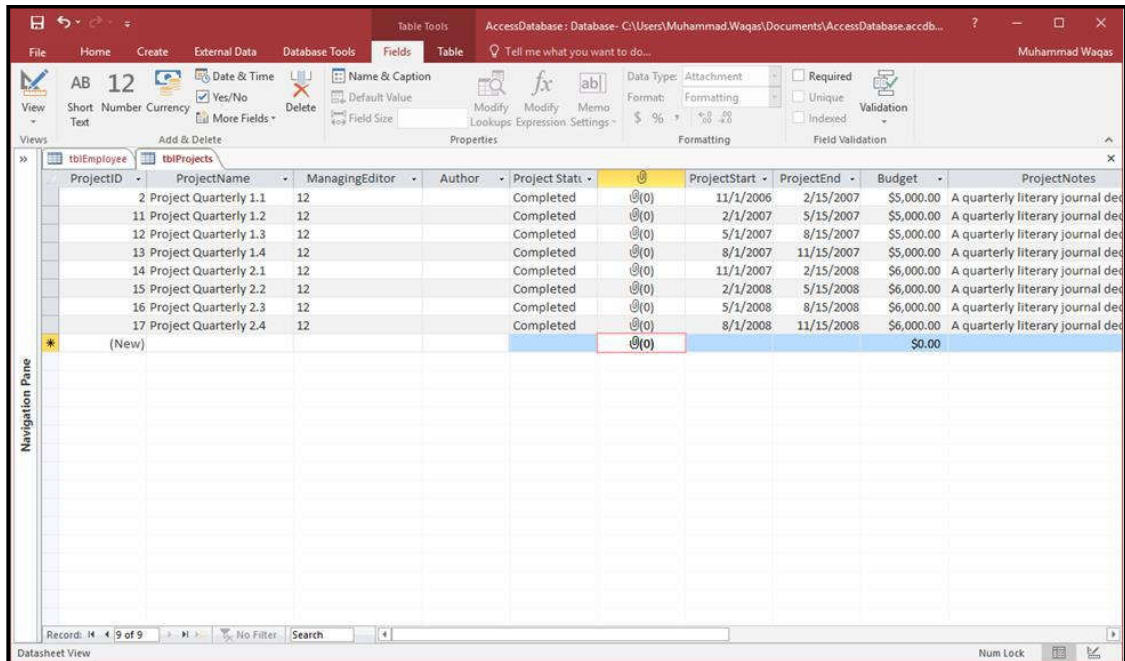 Table Tools AccessDatabase : Database- C:\Users\Muhammad.Waqas\Documents\AccessDatabase.accdb... ?
File Home Create External Data Database Tools Fields Table Tell me what you want to do... Muhammad Waqas
AB 12 Date & Time Name & Caption fx ab Data Type: Attachment Required
Yes/No Default Value Format: Formatting Unique
View Short Number Currency More Fields Delete Field Size Modify Modify Memo $ % , Indexed Validation
Text Lookups Expression Settings
Views Add & Delete Properties Formatting Field Validation
» tblEmployee tblProjects
ProjectID ProjectName ManagingEditor Author Project Statu ProjectStart ProjectEnd Budget ProjectNotes
2 Project Quarterly 1.1 12 Completed (0) 11/1/2006 2/15/2007 $5,000.00 A quarterly literary journal dec
11 Project Quarterly 1.2 12 Completed (0) 2/1/2007 5/15/2007 $5,000.00 A quarterly literary journal dec
12 Project Quarterly 1.3 12 Completed (0) 5/1/2007 8/15/2007 $5,000.00 A quarterly literary journal dec
13 Project Quarterly 1.4 12 Completed (0) 8/1/2007 11/15/2007 $5,000.00 A quarterly literary journal dec
14 Project Quarterly 2.1 12 Completed (0) 11/1/2007 2/15/2008 $6,000.00 A quarterly literary journal dec
15 Project Quarterly 2.2 12 Completed (0) 2/1/2008 5/15/2008 $6,000.00 A quarterly literary journal dec
16 Project Quarterly 2.3 12 Completed (0) 5/1/2008 8/15/2008 $6,000.00 A quarterly literary journal dec
17 Project Quarterly 2.4 12 Completed (0) 8/1/2008 11/15/2008 $6,000.00 A quarterly literary journal dec
* (New) (0) $0.00
Navigation Pane
Record: 9 of 9 No Filter Search
Datasheet View Num Lock